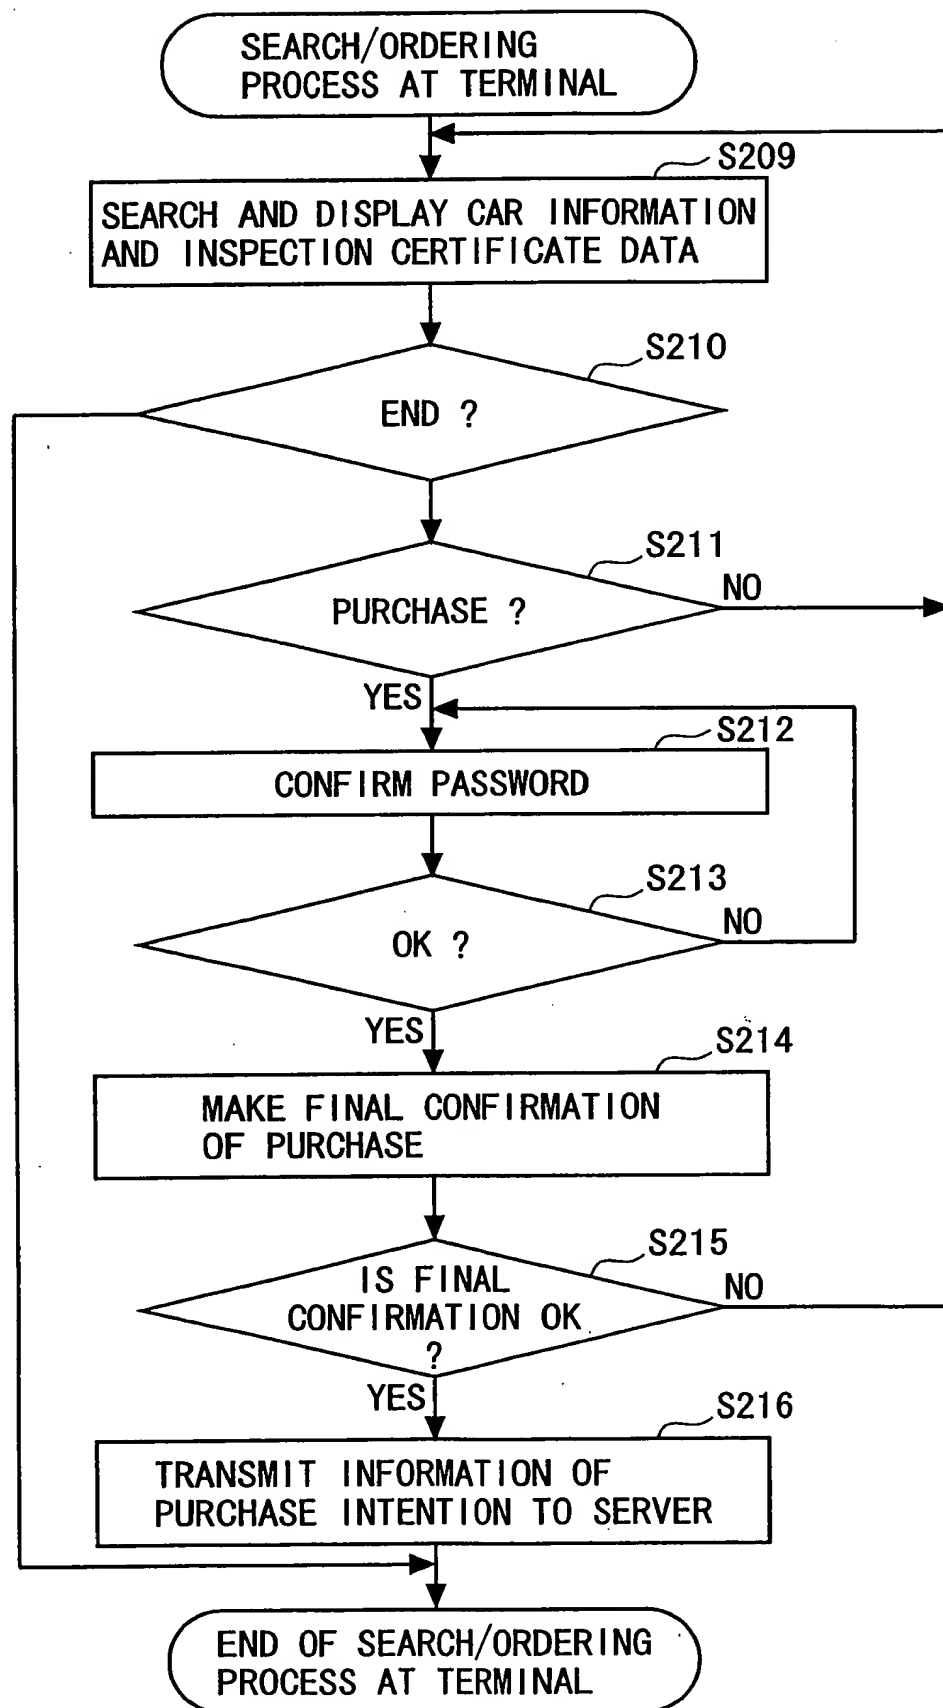 SEARCH/ORDERING
PROCESS AT TERMINAL
S209
SEARCH AND DISPLAY CAR INFORMATION
AND INSPECTION CERTIFICATE DATA
S210
END ?
S211
PURCHASE ?
NO
YES
S212
CONFIRM PASSWORD
S213
OK ?
NO
YES
S214
MAKE FINAL CONFIRMATION
OF PURCHASE
S215
IS FINAL
CONFIRMATION OK
?
NO
YES
S216
TRANSMIT INFORMATION OF
PURCHASE INTENTION TO SERVER
END OF SEARCH/ORDERING
PROCESS AT TERMINAL